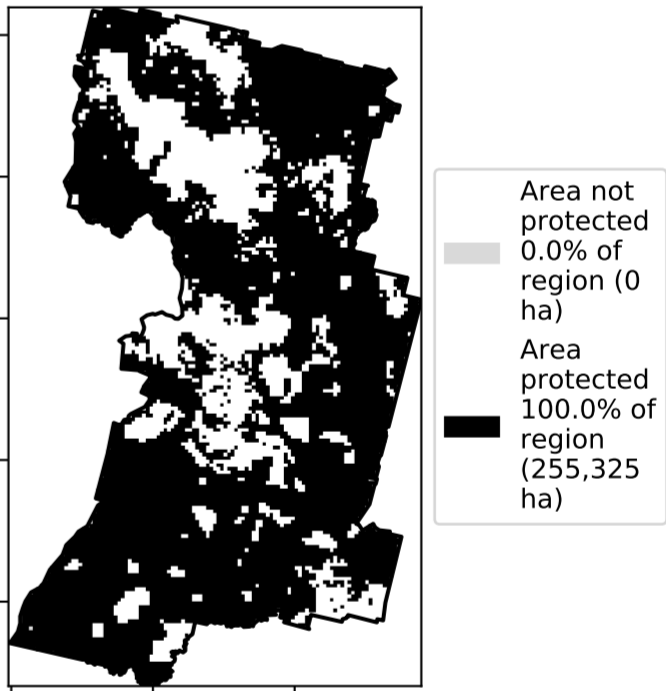 Area not
protected
0.0% of
region (0
ha)
Area
protected
100.0% of
region
(255,325
ha)